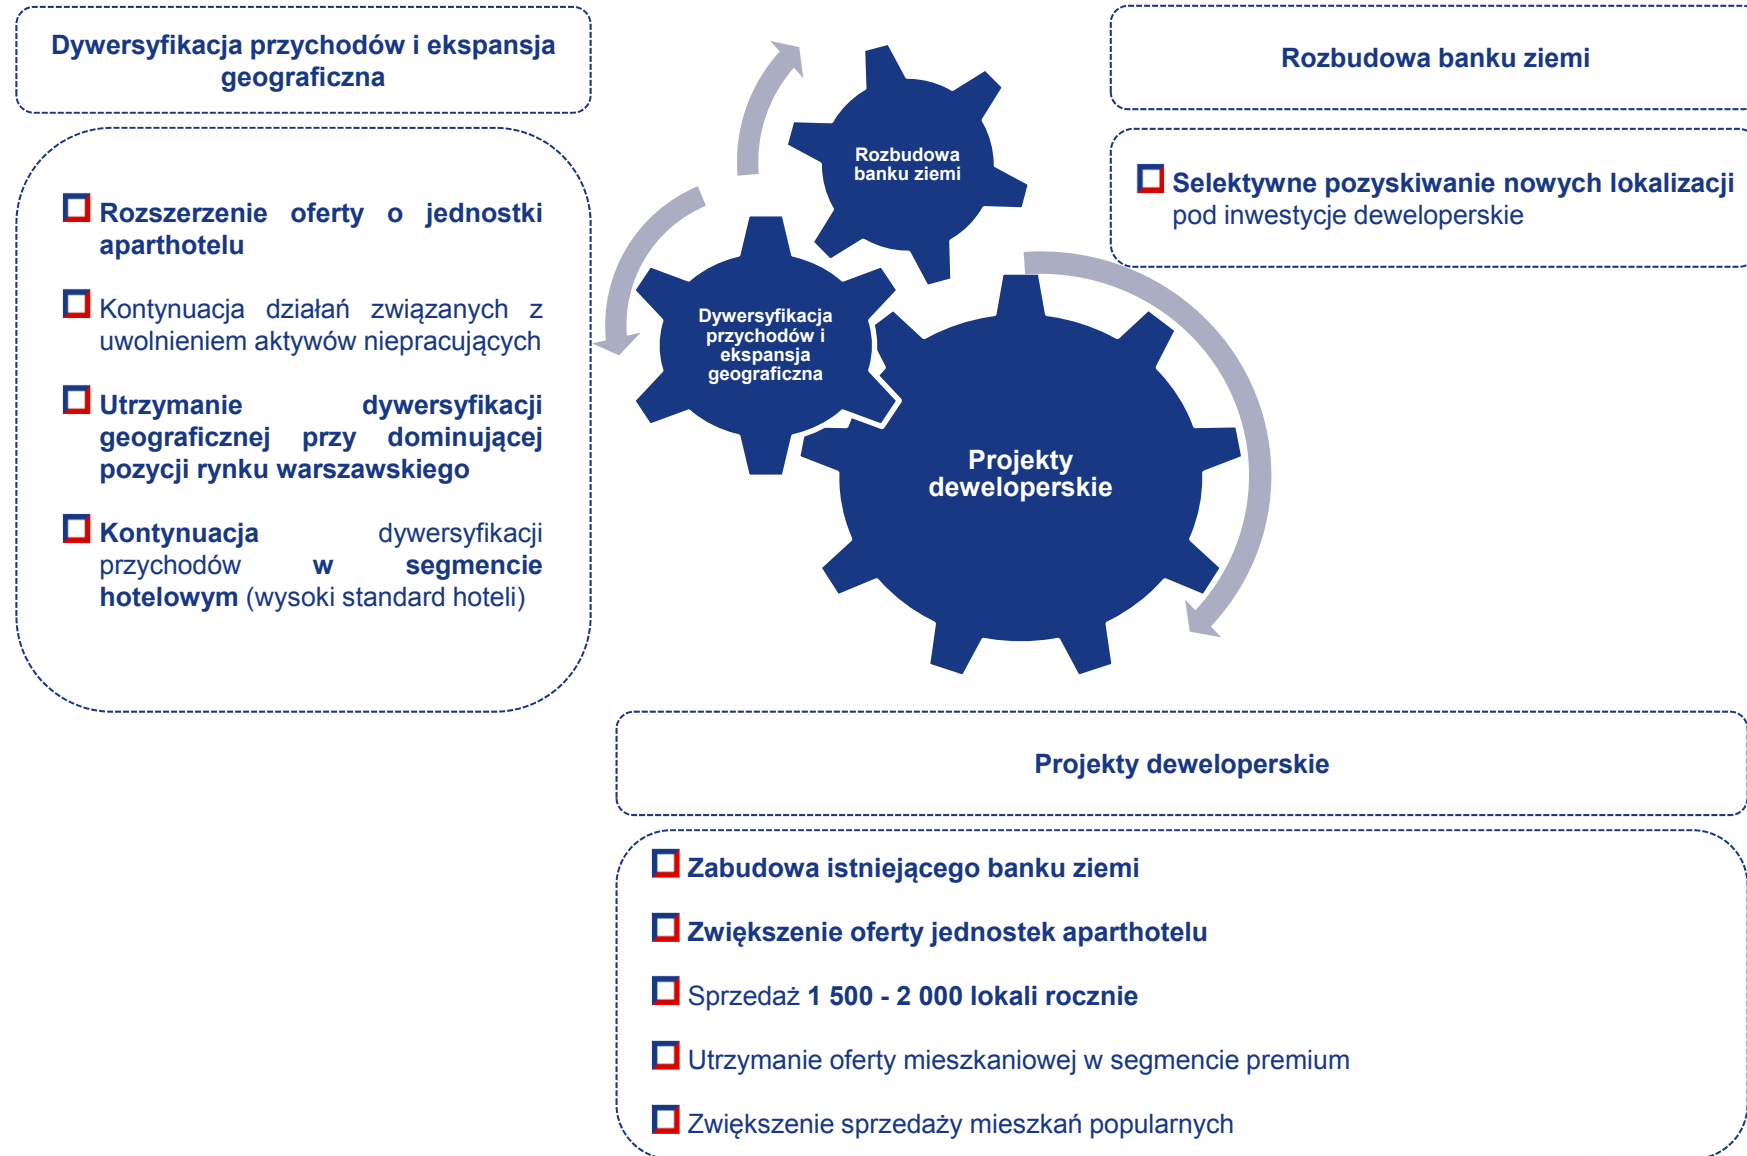 Dywersyfikacja przychodów i ekspansja
geograficzna
Rozszerzenie oferty o jednostki
aparthotelu
Kontynuacja działań związanych z
uwolnieniem aktywów niepracujących
Utrzymanie dywersyfikacji
geograficznej przy dominującej
pozycji rynku warszawskiego
Kontynuacja dywersyfikacji
przychodów w segmencie
hotelowym (wysoki standard hoteli)
Rozbudowa
banku ziemi
Dywersyfikacja
przychodów i
ekspansja
geograficzna
Projekty
deweloperskie
Rozbudowa banku ziemi
Selektywne pozyskiwanie nowych lokalizacji
pod inwestycje deweloperskie
Projekty deweloperskie
Zabudowa istniejącego banku ziemi
Zwiększenie oferty jednostek aparthotelu
Sprzedaż 1 500 - 2 000 lokali rocznie
Utrzymanie oferty mieszkaniowej w segmencie premium
Zwiększenie sprzedaży mieszkań popularnych